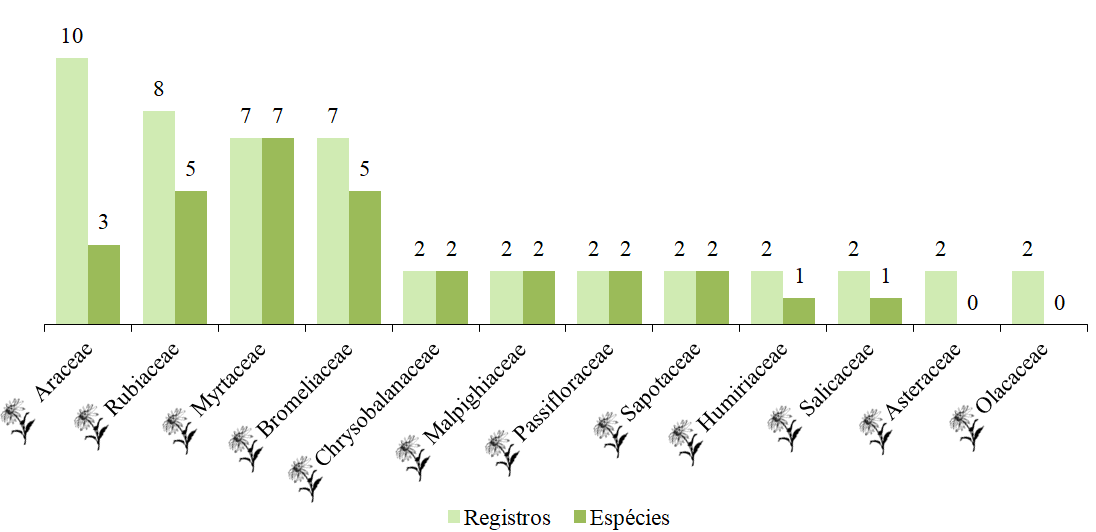 10
8
7 7
7
5
5
3
2 2
2 2
2 2
2 2
2
1
2
1
2
0
2
0
Araceae
Rubiaceae
Myrtaceae
Bromeliaceae
Chrysobalanaceae
Malpighiaceae
Passifloraceae
Sapotaceae
Humiriaceae
Salicaceae
Asteraceae
Olacaceae
Registros
Espécies